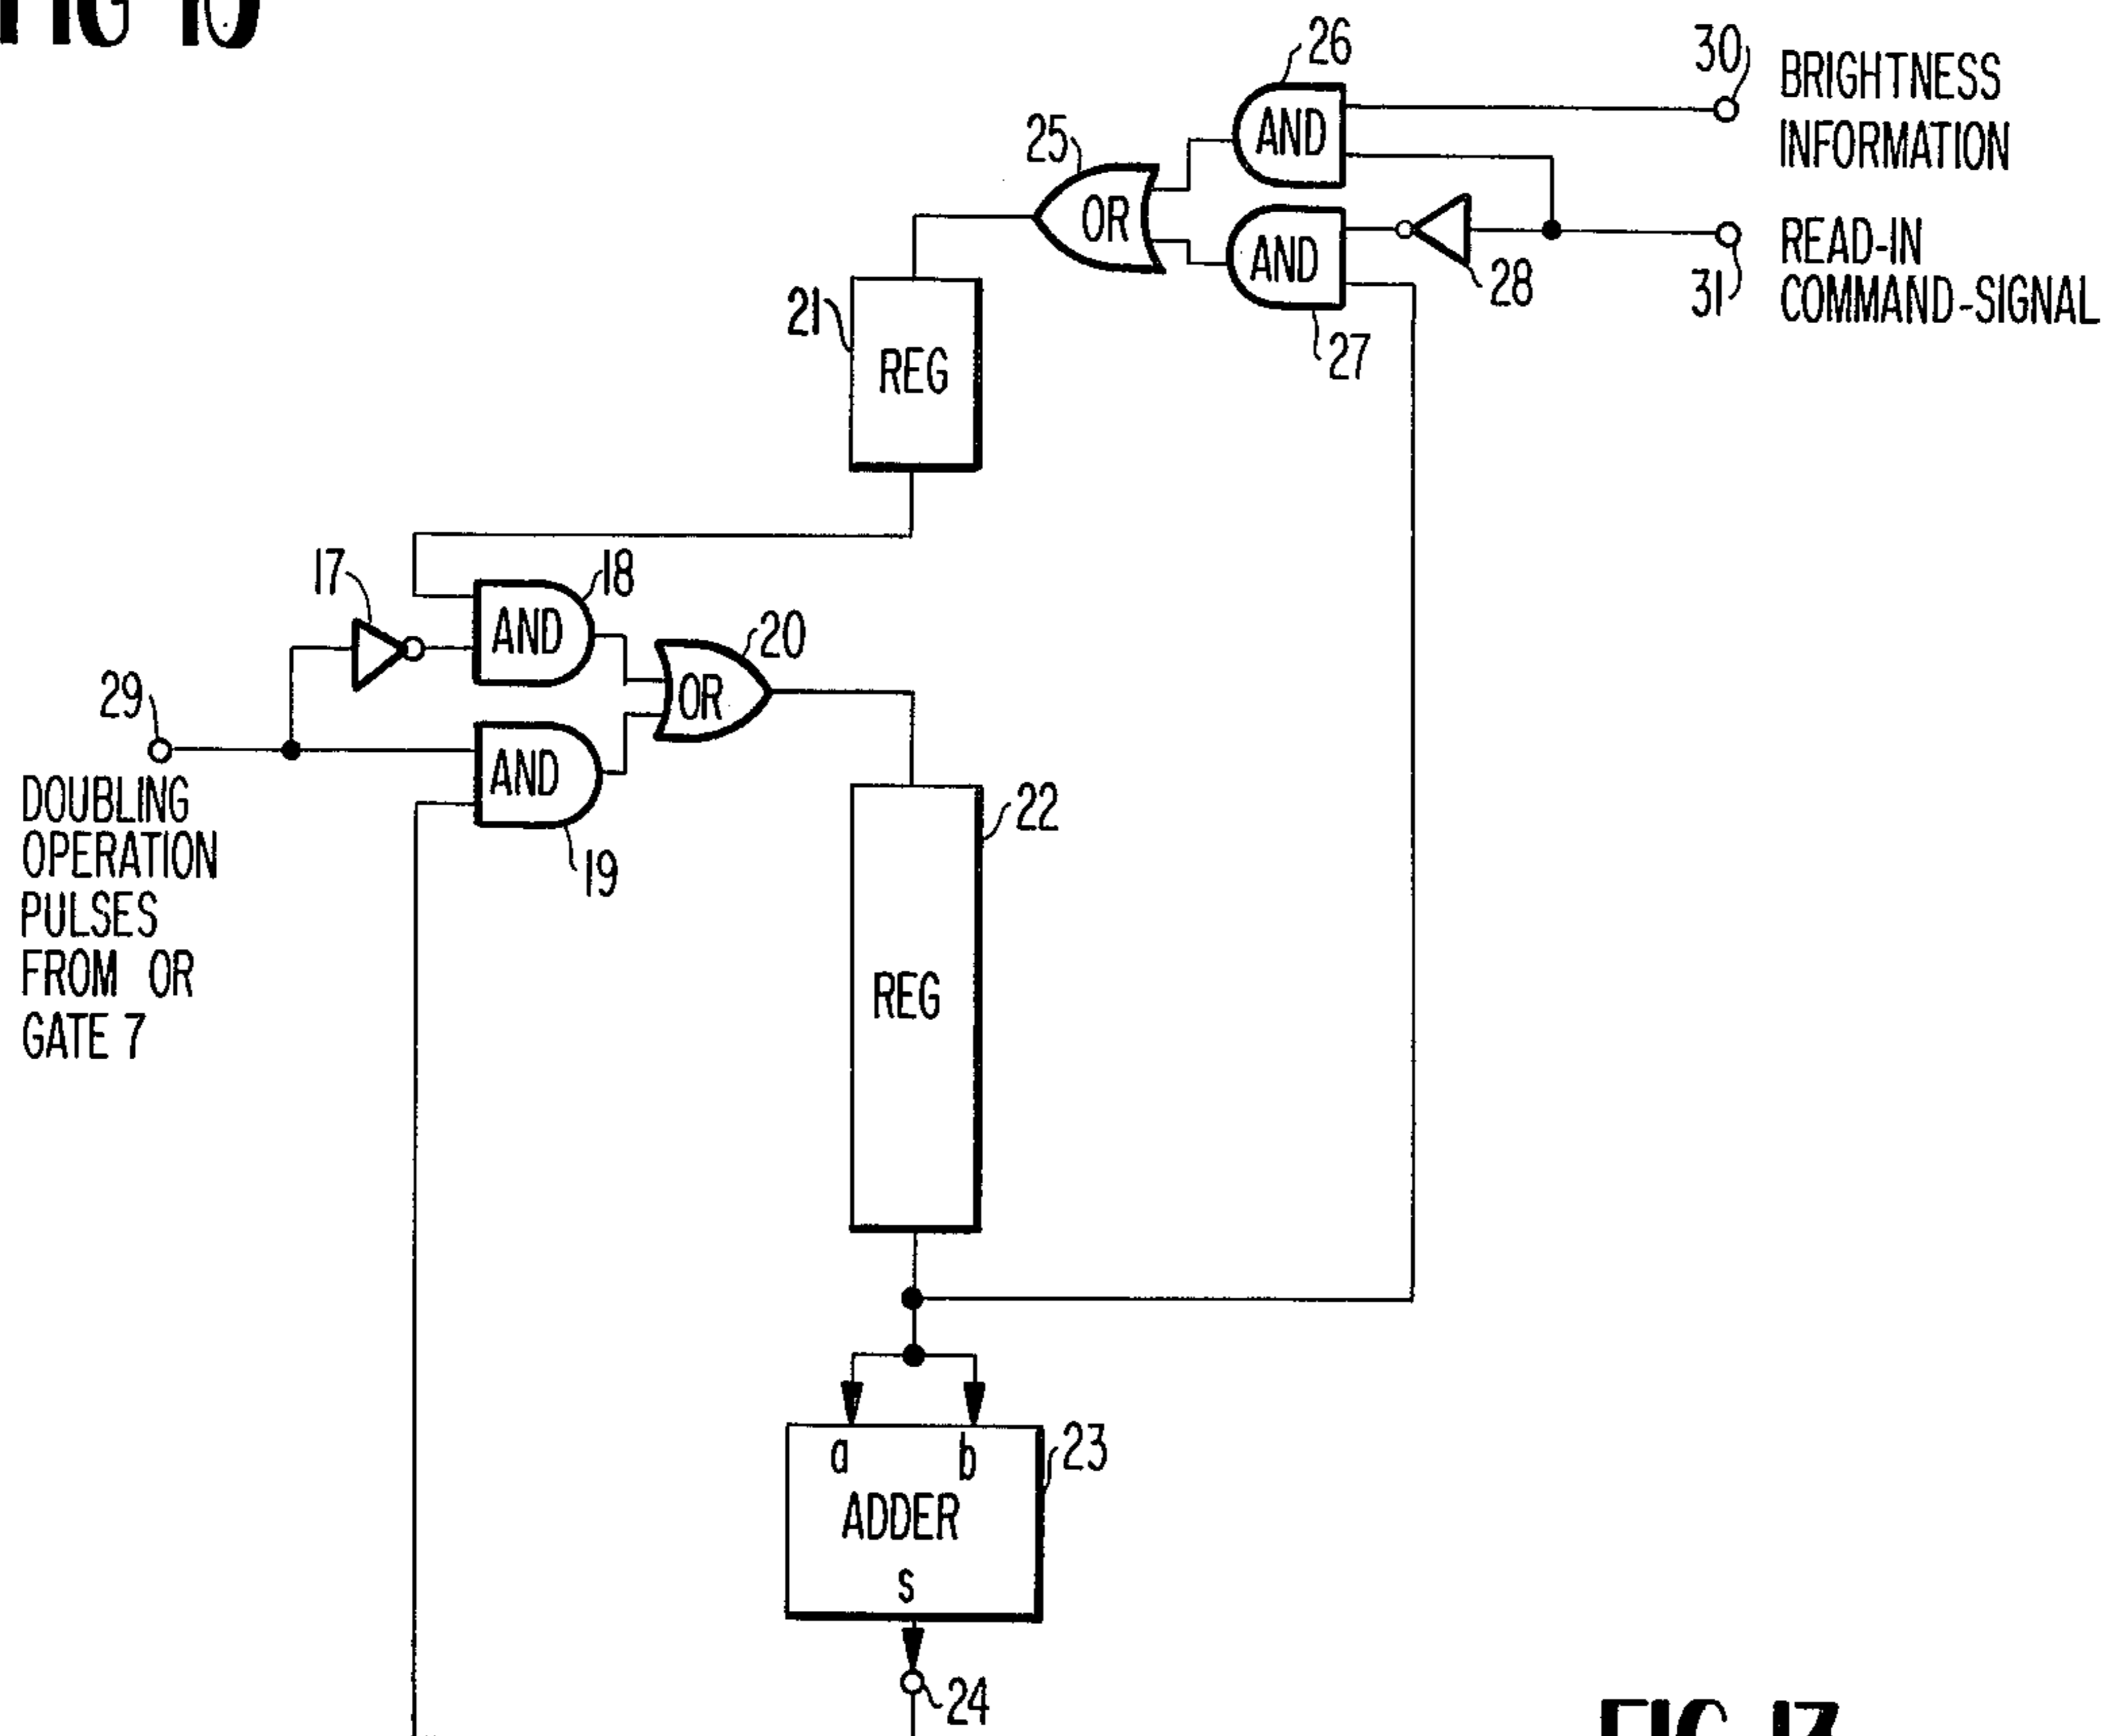 26
30
BRIGHTNESS
INFORMATION
AND
25
OR
AND
28
31
READ-IN
COMMAND-SIGNAL
27
21
REG
17
18
AND
20
OR
29
AND
19
DOUBLING
OPERATION
PULSES
FROM OR
GATE 7
22
REG
a b
23
ADDER
s
24